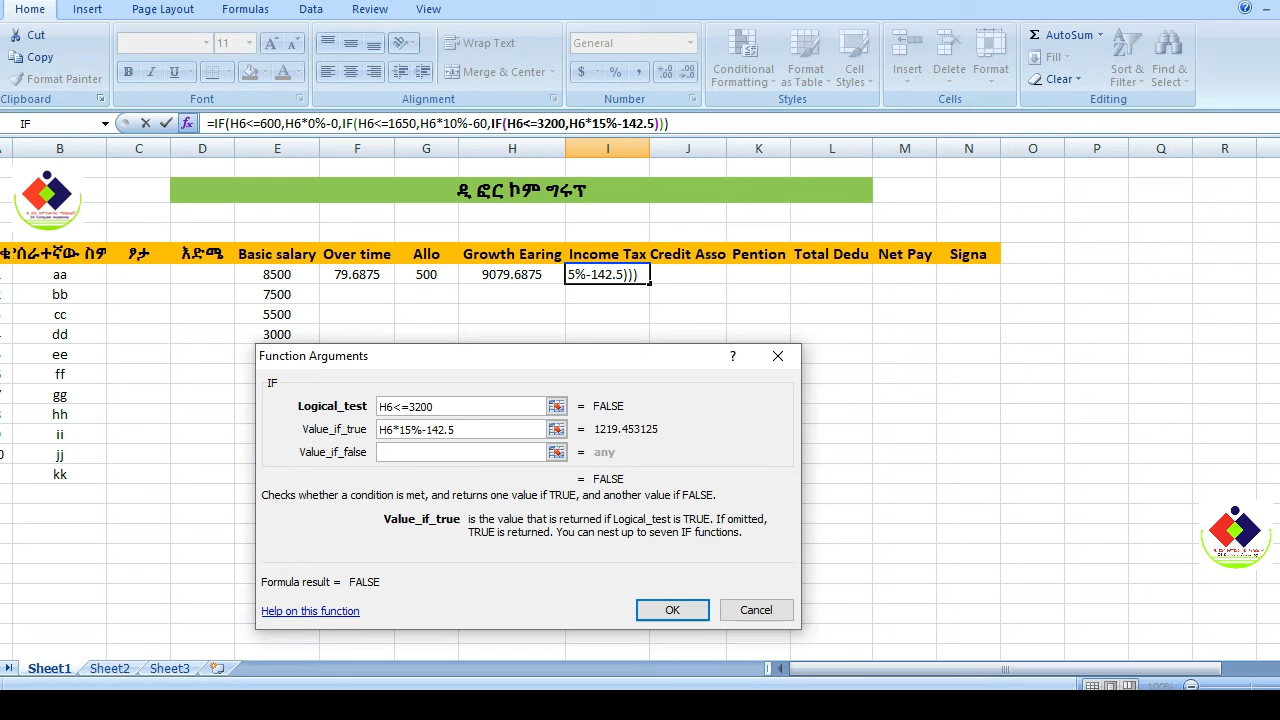 Home Insert Page Layout Formulas Data Review View
Cut
Copy
Format Painter
Clipboard
11
B I U
Font
Wrap Text
Merge & Center
Alignment
General
$ % ,
Number
Conditional Formatting
Format as Table
Cell Styles
Styles
Insert Delete Format
Cells
Σ AutoSum
Fill
Clear
Sort & Filter
Find & Select
Editing
IF
fx =IF(H6<=600,H6*0%-0,IF(H6<=1650,H6*10%-60,IF(H6<=3200,H6*15%-142.5)))
B C D E F G H I J K L M N O P Q R
ዲ ፎር ኮም ግሩፕ
የሰራተኛው ስም ፆታ እድሜ Basic salary Over time Allo Growth Earing Income Tax Credit Asso Pention Total Dedu Net Pay Signa
aa 8500 79.6875 500 9079.6875 5%-142.5)))
bb 7500
cc 5500
dd 3000
ee
ff
gg
hh
ii
jj
kk
Function Arguments
?
IF
Logical_test H6<=3200 = FALSE
Value_if_true H6*15%-142.5 = 1219.453125
Value_if_false = any
= FALSE
Checks whether a condition is met, and returns one value if TRUE, and another value if FALSE.
Value_if_true is the value that is returned if Logical_test is TRUE. If omitted,
TRUE is returned. You can nest up to seven IF functions.
Formula result = FALSE
Help on this function
OK Cancel
Sheet1 Sheet2 Sheet3
100%